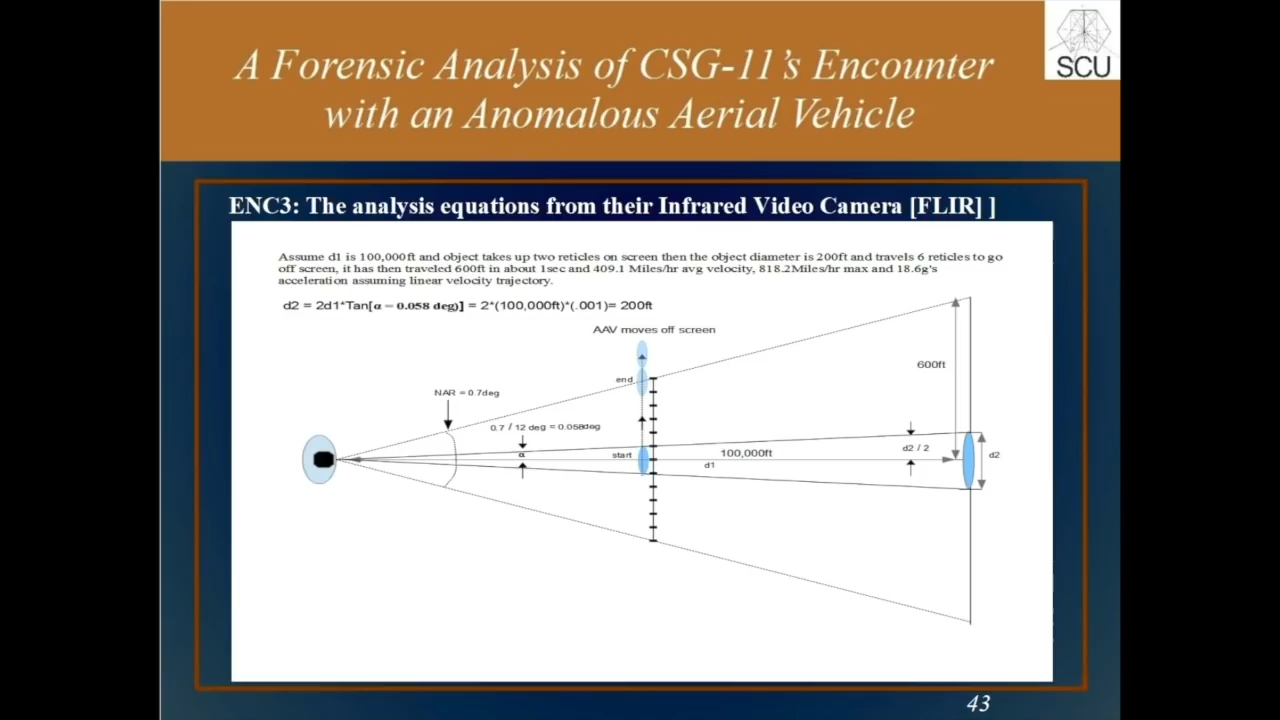 A Forensic Analysis of CSG-11's Encounter
with an Anomalous Aerial Vehicle
SCU
ENC3: The analysis equations from their Infrared Video Camera [FLIR] ]
Assume d1 is 100,000ft and object takes up two reticles on screen then the object diameter is 200ft and travels 6 reticles to go
off screen, it has then traveled 600ft in about 1sec and 409.1 Miles/hr avg velocity, 818.2Miles/hr max and 18.6g's
acceleration assuming linear velocity trajectory.
d2 = 2d1*Tan[α = 0.058 deg)] = 2*(100,000ft)*(.001)= 200ft
AAV moves off screen
end
600ft
NAR = 0.7deg
0.7 / 12 deg = 0.058deg
start
α
100,000ft
d1
d2 / 2
d2
43